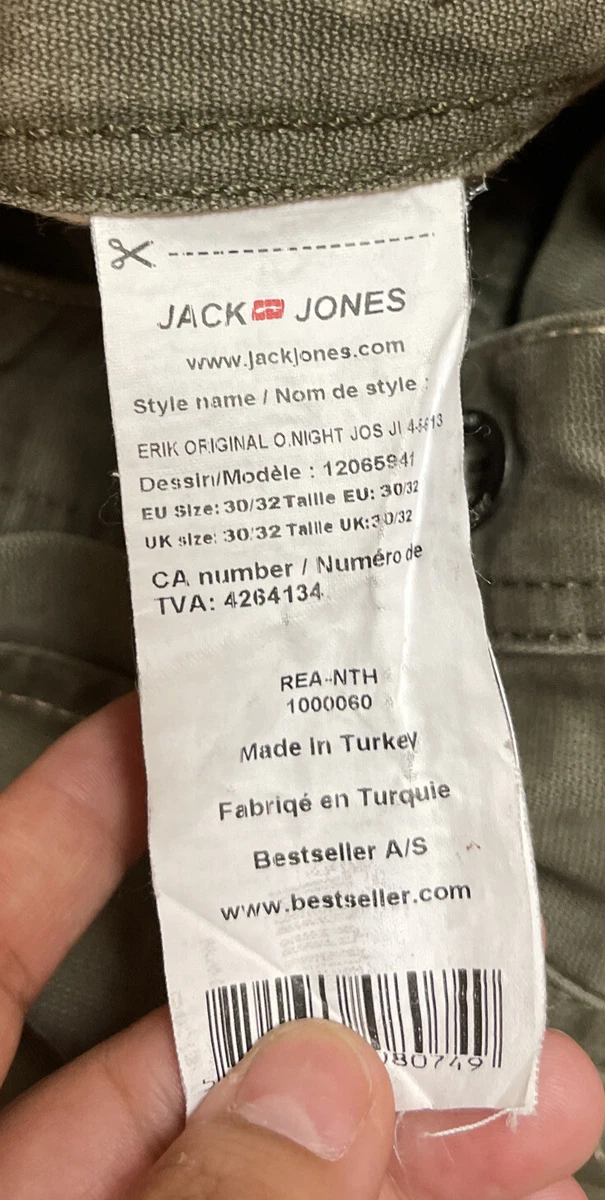 JACK JONES
www.jackjones.com
Style name / Nom de style :
ERIK ORIGINAL O.NIGHT JOS JI
Dessin/Modèle : 12065941
EU Size: 30/32 Taille EU: 30/32
UK size: 30/32 Taille UK:30/32
CA number / Numéro de
TVA: 4264134
REA-NTH
1000060
Made in Turkey
Fabriqé en Turquie
Bestseller A/S
www.bestseller.com
80749